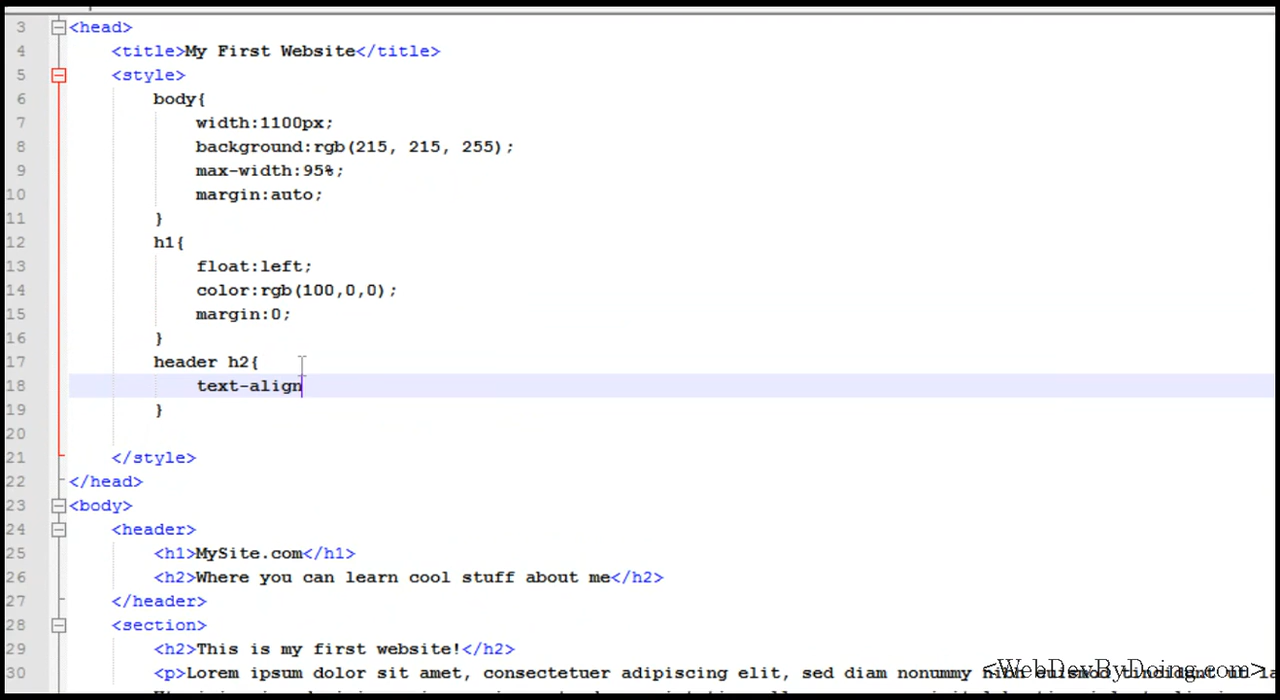 3 <head>
4 <title>My First Website</title>
5 <style>
6 body{
7 width:1100px;
8 background:rgb(215, 215, 255);
9 max-width:95%;
10 margin:auto;
11 }
12 h1{
13 float:left;
14 color:rgb(100,0,0);
15 margin:0;
16 }
17 header h2{
18 text-align
19 }
20
21 </style>
22 </head>
23 <body>
24 <header>
25 <h1>MySite.com</h1>
26 <h2>Where you can learn cool stuff about me</h2>
27 </header>
28 <section>
29 <h2>This is my first website!</h2>
30 <p>Lorem ipsum dolor sit amet, consectetuer adipiscing elit, sed diam nonummy
<WebDevByDoing.com>